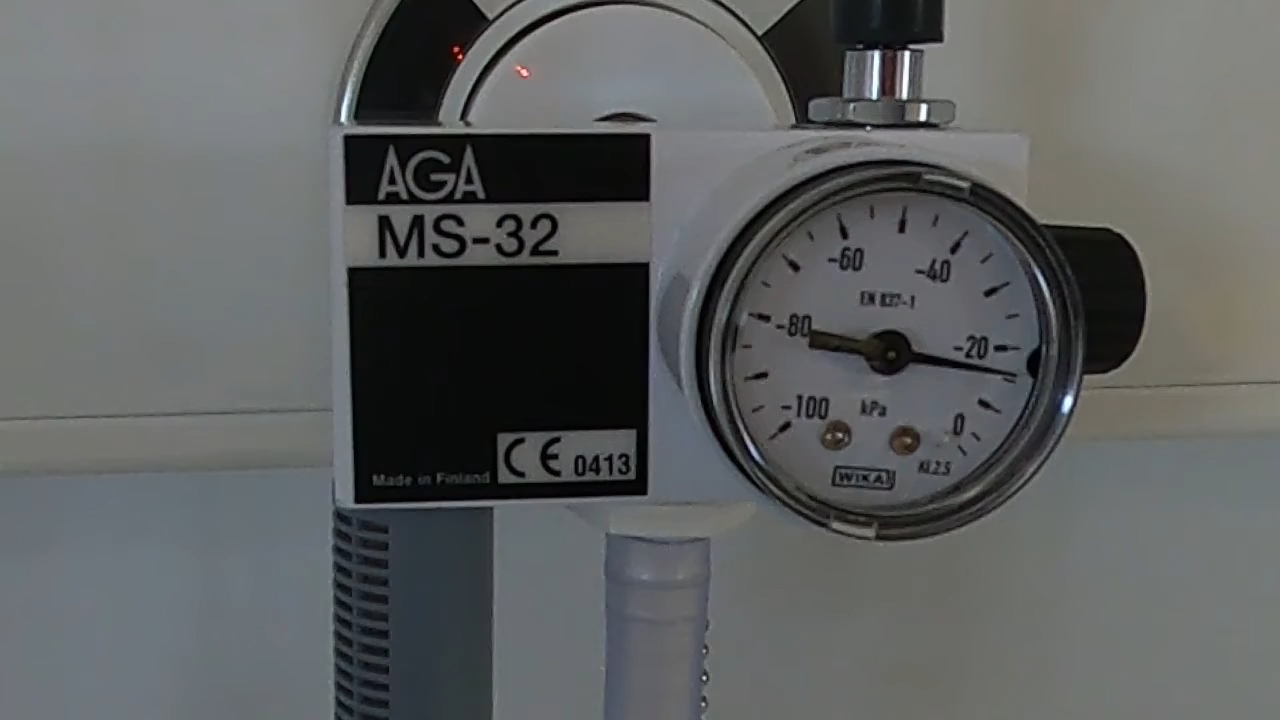 AGA
MS-32
Made in Finland
CE 0413
-60
-40
EN 837-1
-80
-20
-100
kPa
0
WIKA
Kl.2.5